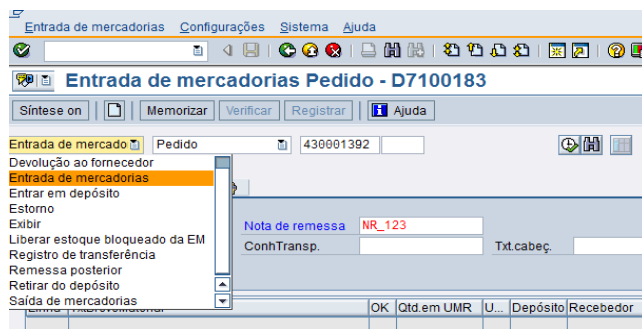 Entrada de mercadorias Configurações Sistema Ajuda
Entrada de mercadorias Pedido - D7100183
Síntese on Memorizar Verificar Registrar Ajuda
Entrada de mercado Pedido 430001392
Devolução ao fornecedor
Entrada de mercadorias
Entrar em depósito
Estorno
Exibir
Nota de remessa NR_123
Liberar estoque bloqueado da EM
ConhTransp. Txt.cabeç.
Registro de transferência
Remessa posterior
Retirar do depósito
Saída de mercadorias
Linha OK Qtd.em UMR U... Depósito Recebedor